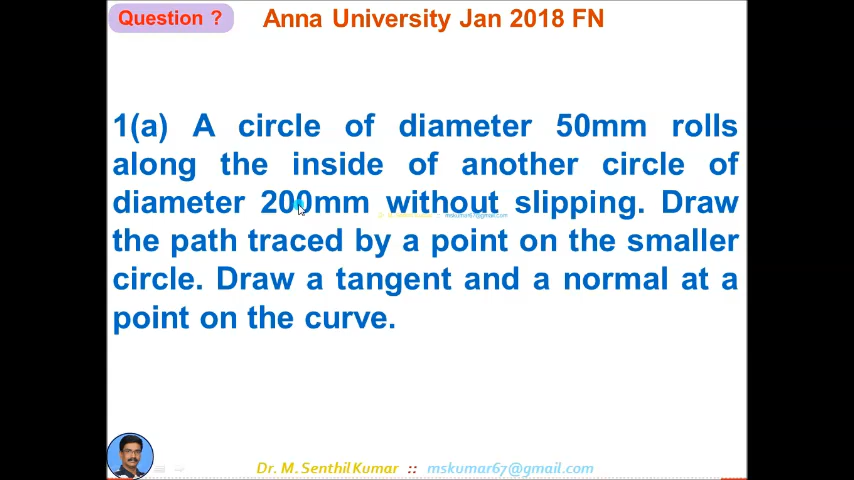 Question ?
Anna University Jan 2018 FN
1(a) A circle of diameter 50mm rolls
along the inside of another circle of
diameter 200mm without slipping. Draw
the path traced by a point on the smaller
circle. Draw a tangent and a normal at a
point on the curve.
Dr. M. Senthil Kumar :: mskumar67@gmail.com